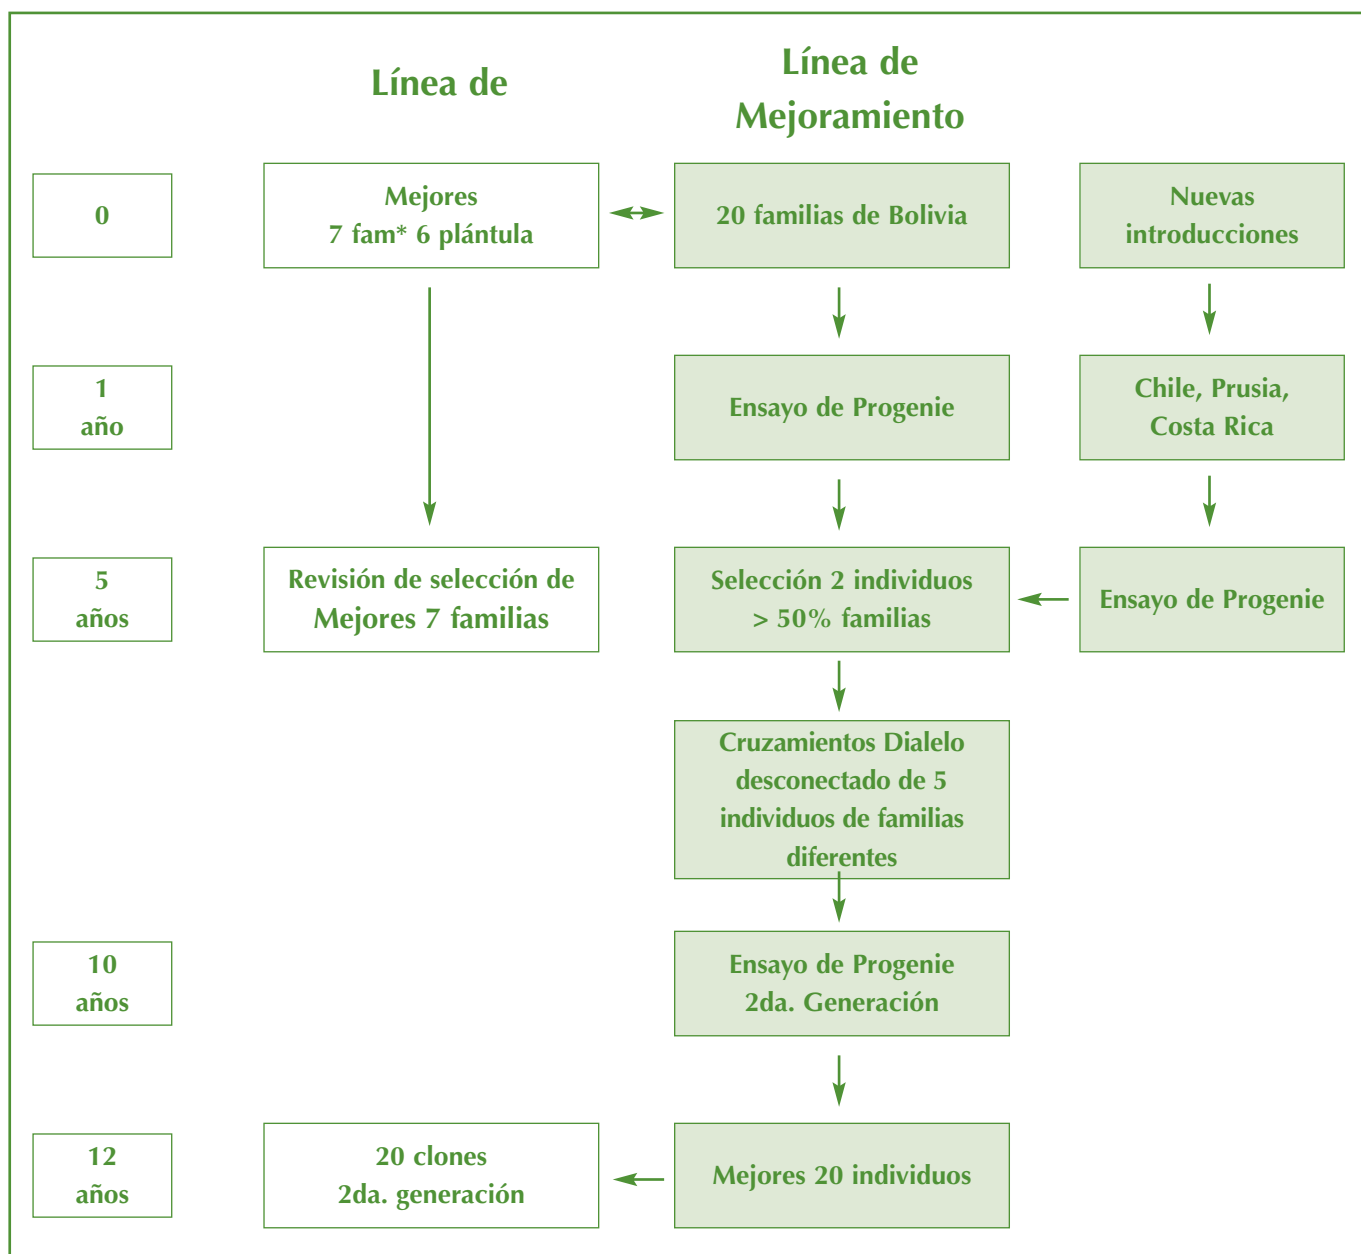 Línea de
Línea de
Mejoramiento
0
Mejores
7 fam* 6 plántula
20 familias de Bolivia
Nuevas
introducciones
1
año
Ensayo de Progenie
Chile, Prusia,
Costa Rica
5
años
Revisión de selección de
Mejores 7 familias
Selección 2 individuos
> 50% familias
Ensayo de Progenie
Cruzamientos Dialelo
desconectado de 5
individuos de familias
diferentes
10
años
Ensayo de Progenie
2da. Generación
12
años
20 clones
2da. generación
Mejores 20 individuos